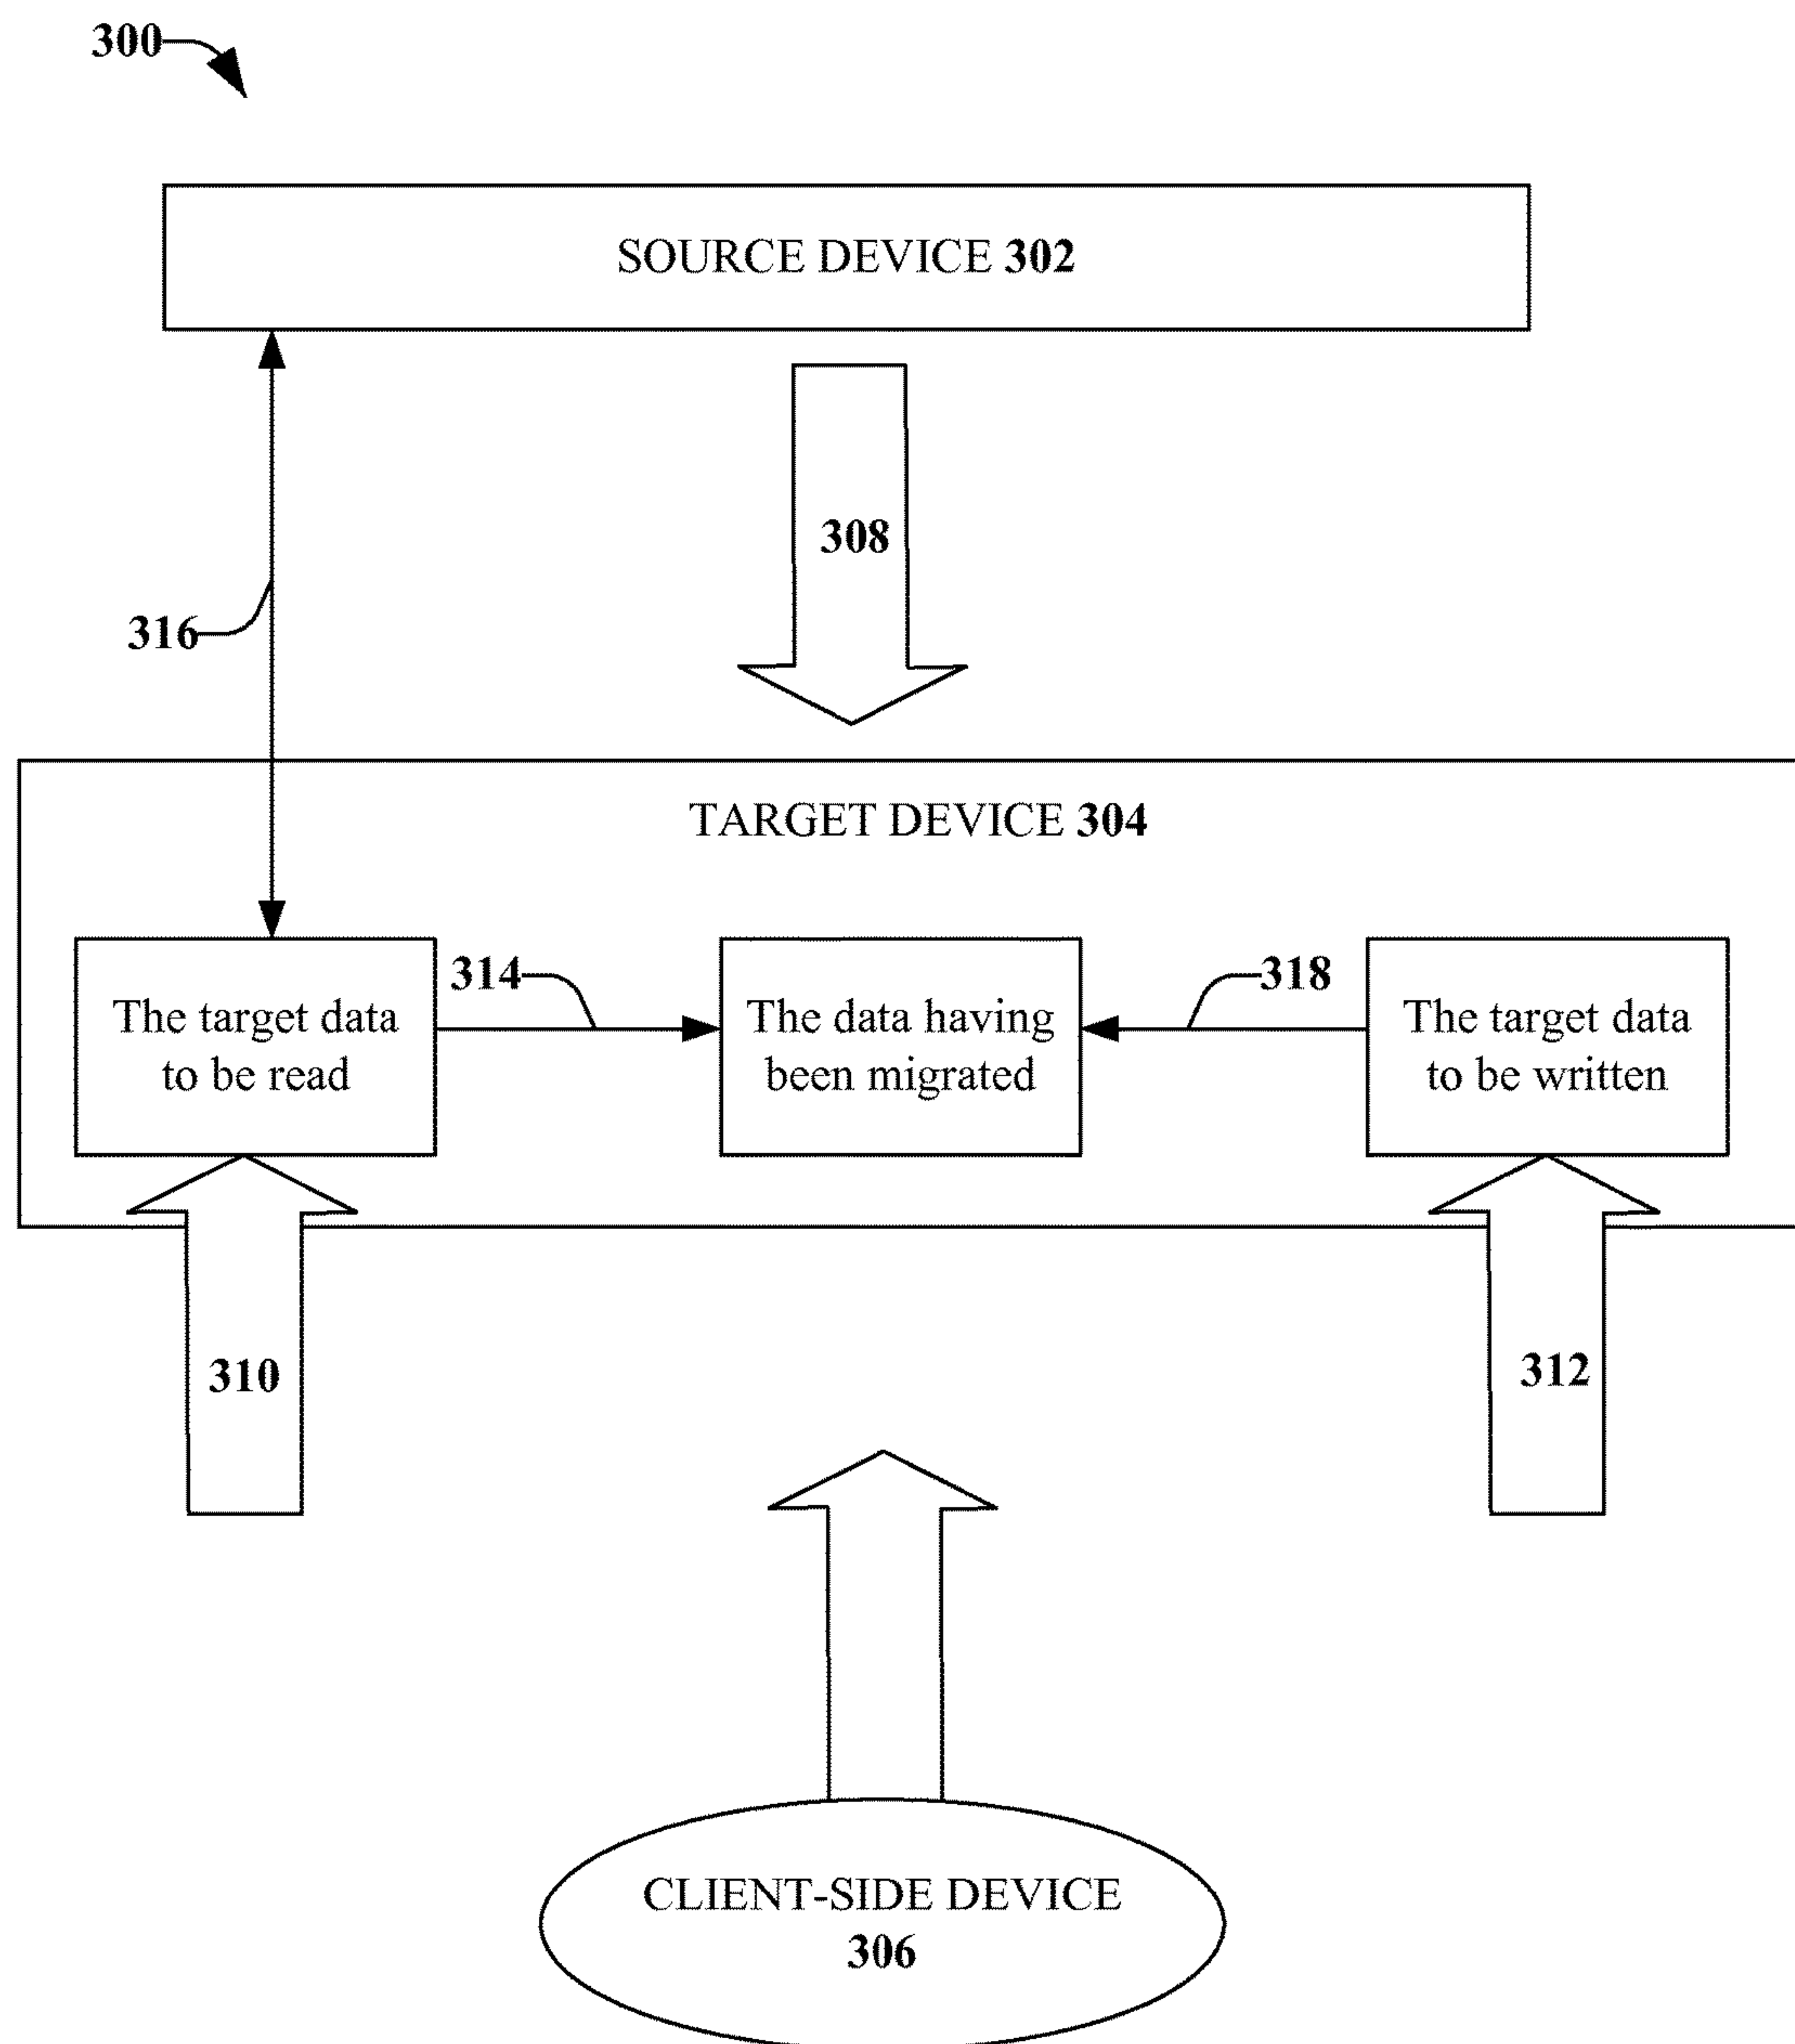 300
SOURCE DEVICE 302
308
316
TARGET DEVICE 304
314
318
The target data
to be read
The data having
been migrated
The target data
to be written
310
312
CLIENT-SIDE DEVICE
306